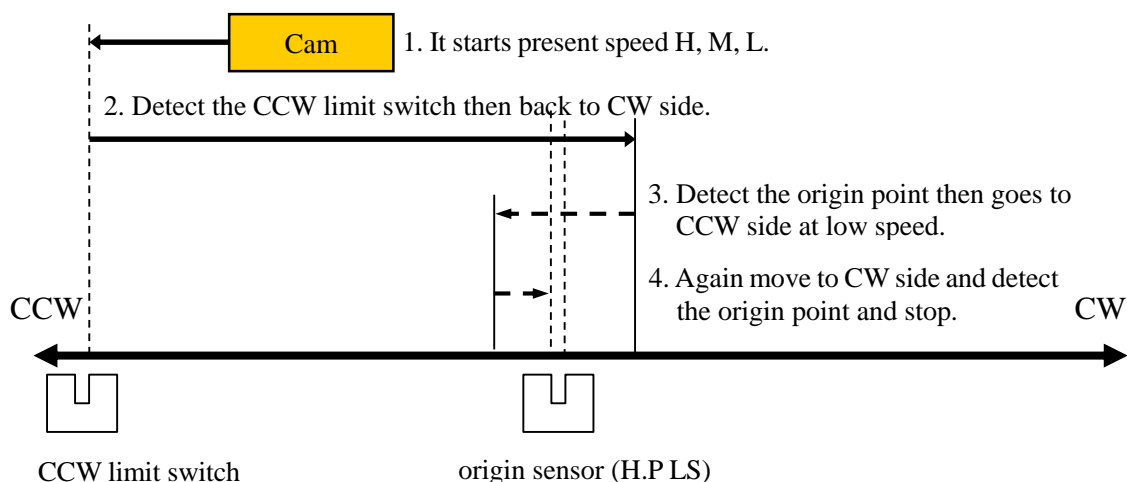 Cam
1. It starts present speed H, M, L.
2. Detect the CCW limit switch then back to CW side.
3. Detect the origin point then goes to
CCW side at low speed.
4. Again move to CW side and detect
the origin point and stop.
CCW
CW
CCW limit switch
origin sensor (H.P LS)